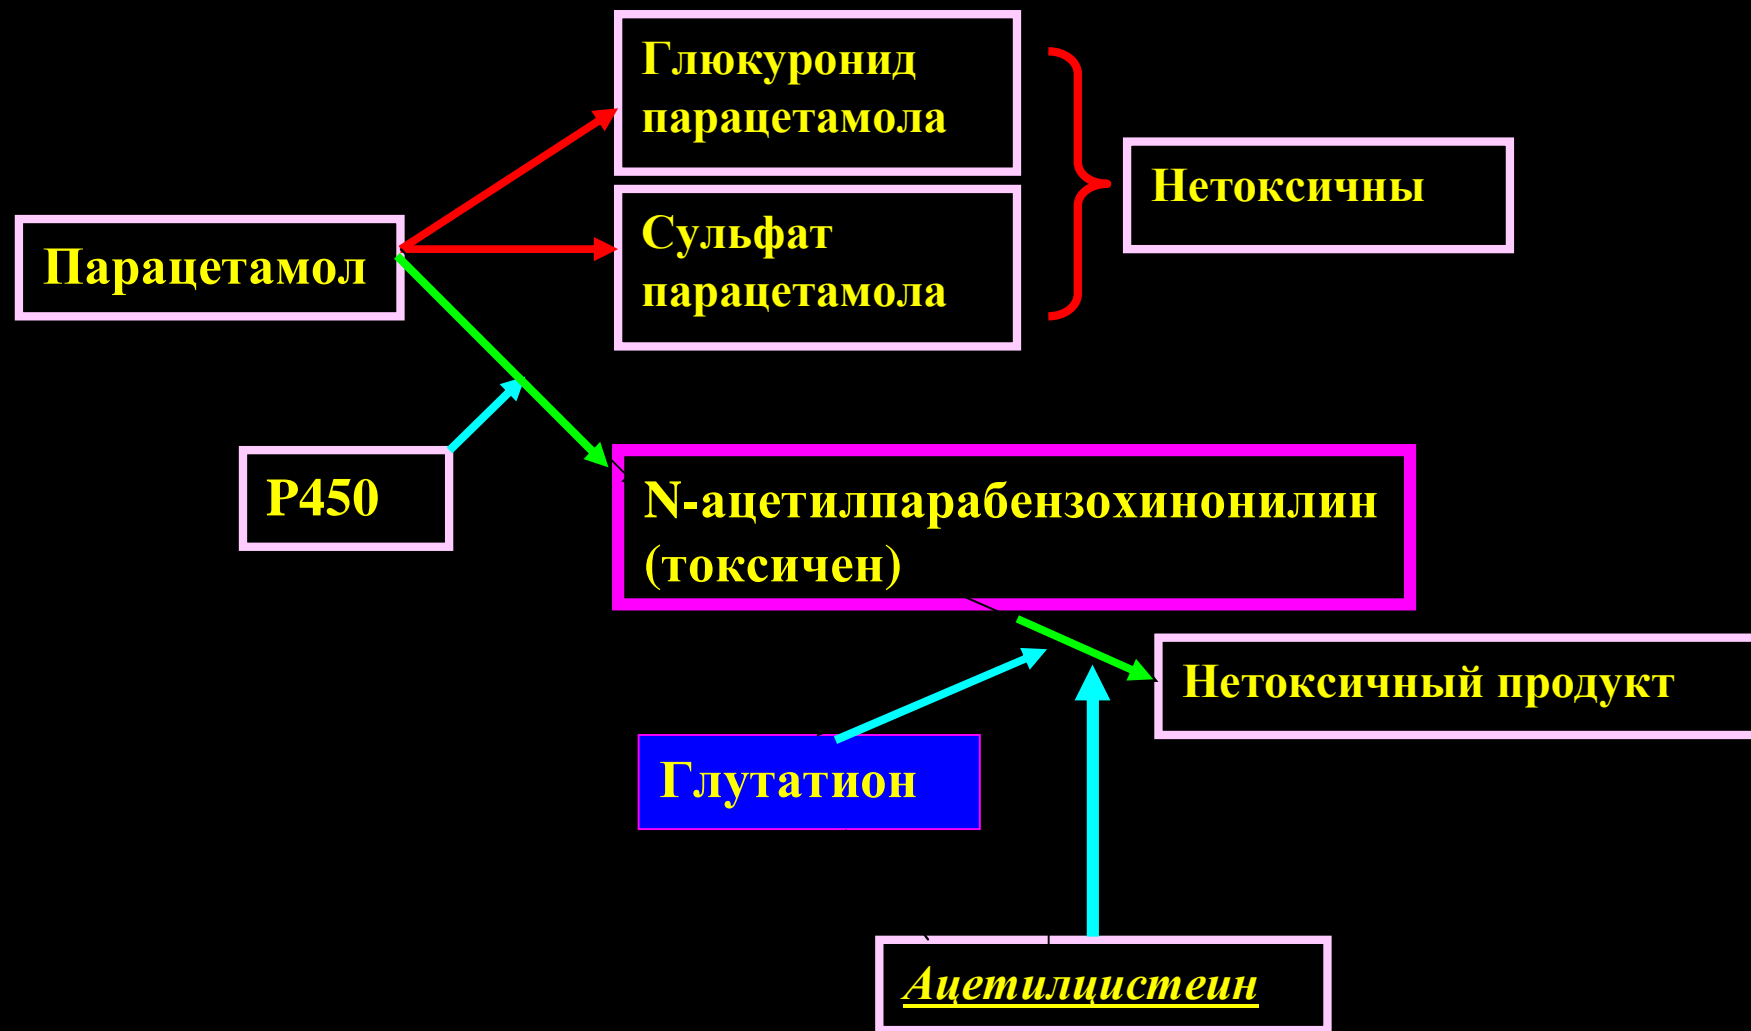 Глюкуронид
парацетамола
Нетоксичны
Сульфат
парацетамола
Парацетамол
P450
N-ацетилпарабензохинонилин
(токсичен)
Нетоксичный продукт
Глутатион
Ацетилцистеин